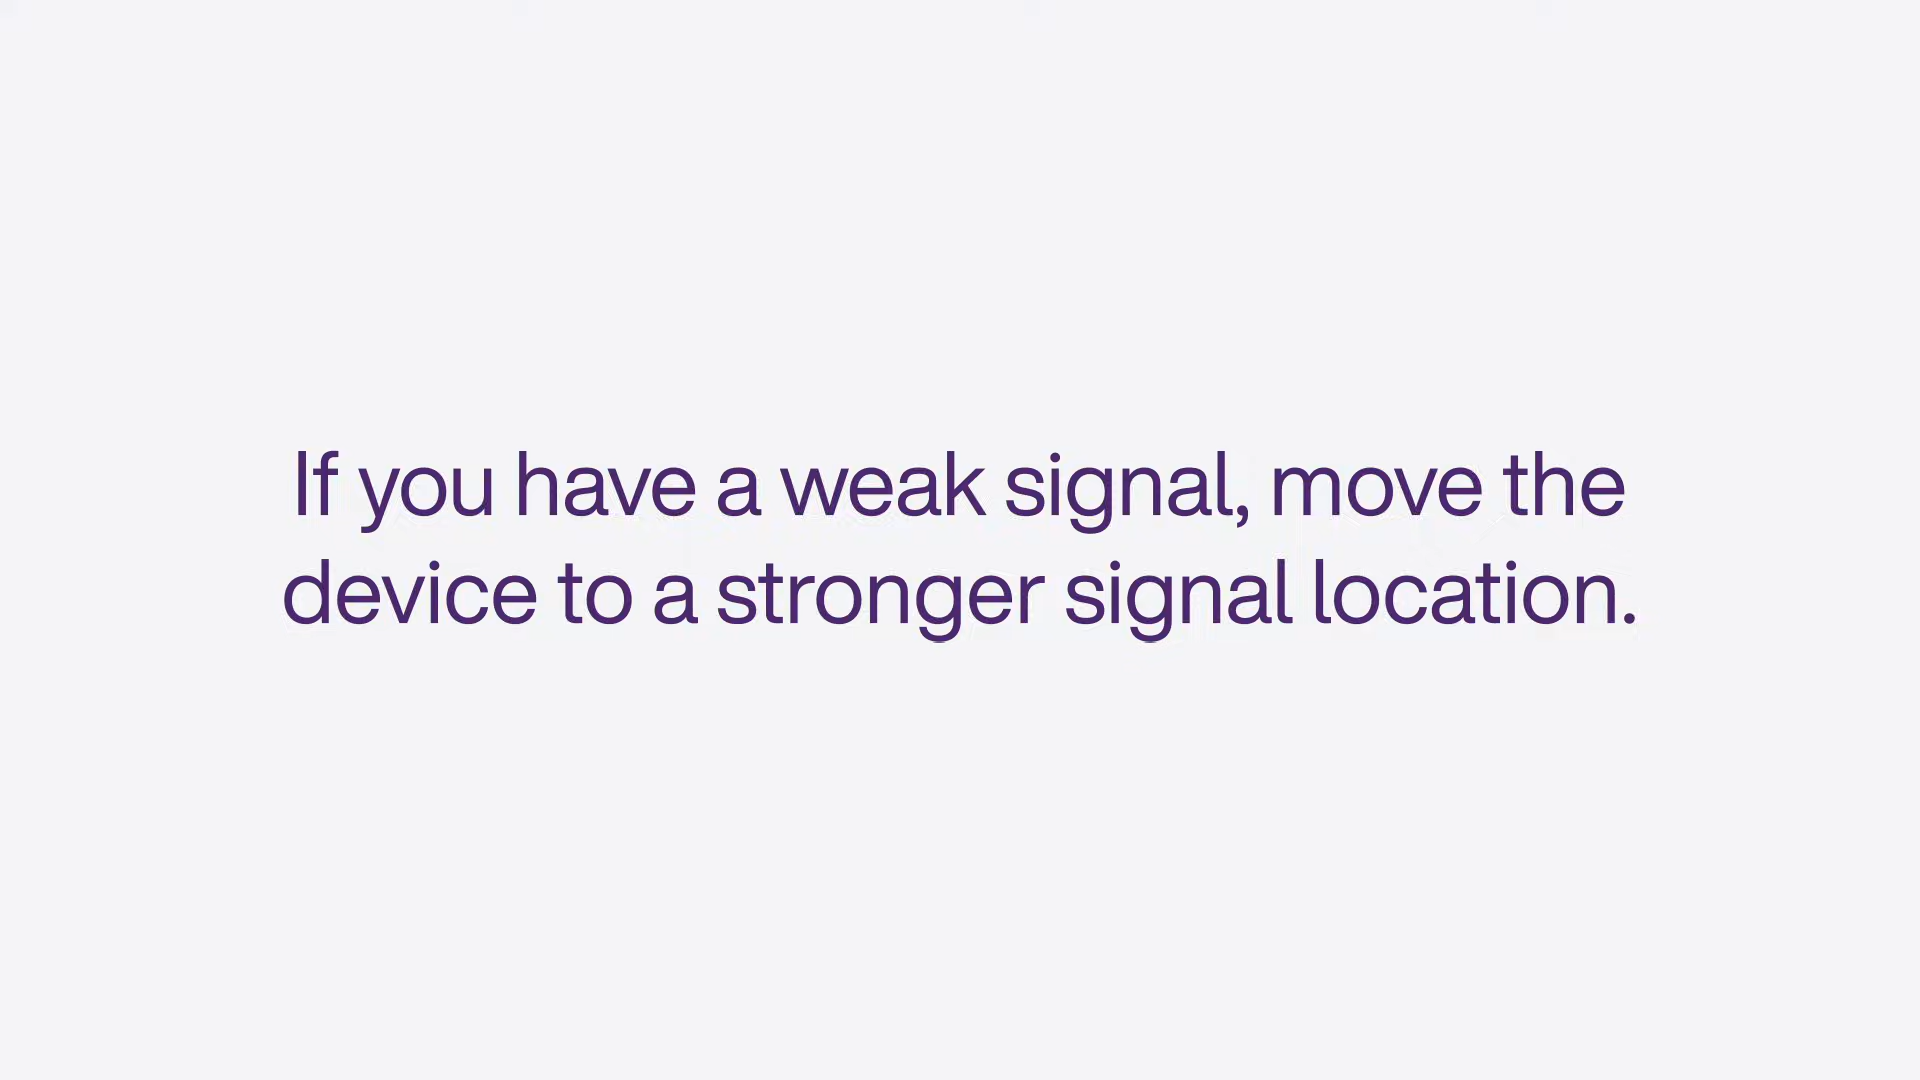 If you have a weak signal, move the
device to a stronger signal location.